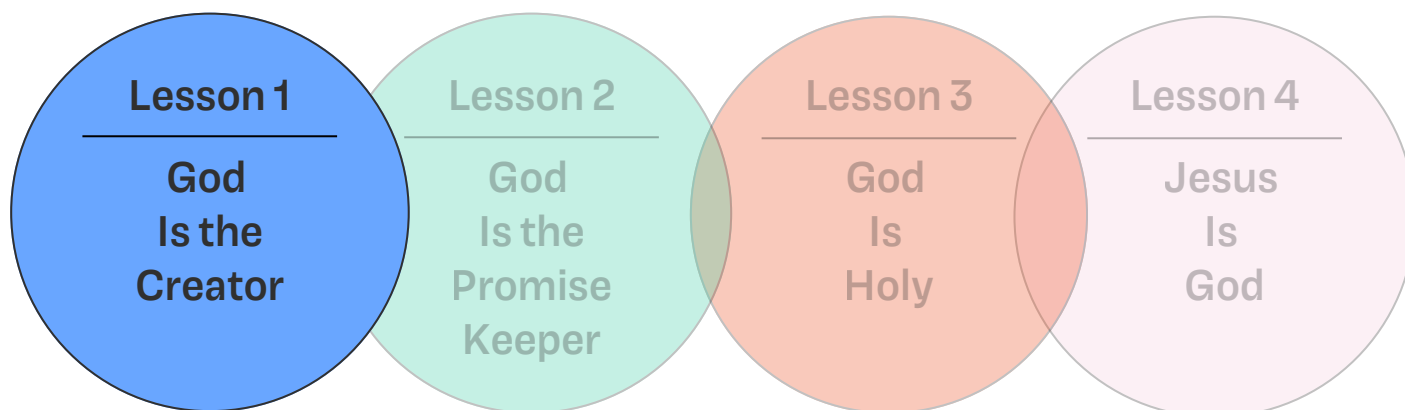 Lesson 1
God
Is the
Creator
Lesson 2
God
Is the
Promise
Keeper
Lesson 3
God
Is
Holy
Lesson 4
Jesus
Is
God